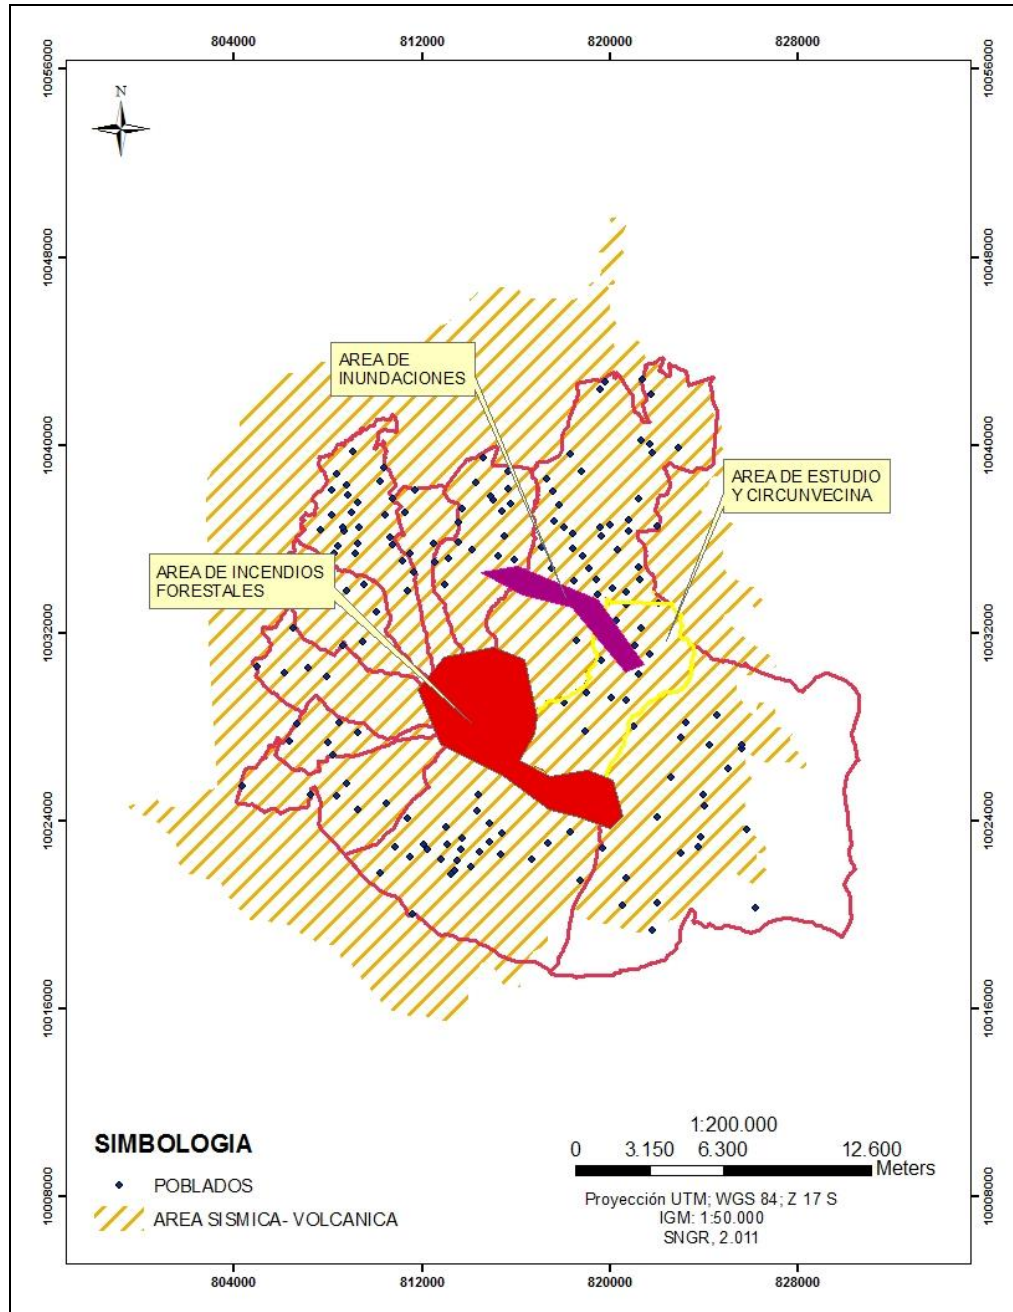 804000 812000 820000 828000
10056000 10056000
N
10048000 10048000
AREA DE
INUNDACIONES
10040000 10040000
AREA DE ESTUDIO
Y CIRCUNVECINA
AREA DE INCENDIOS
FORESTALES
10032000 10032000
10024000 10024000
10016000 10016000
SIMBOLOGIA
POBLADOS
AREA SISMICA- VOLCANICA
1:200.000
0 3.150 6.300 12.600
Meters
Proyección UTM; WGS 84; Z 17 S
IGM: 1:50.000
SNGR, 2.011
10008000 10008000
804000 812000 820000 828000